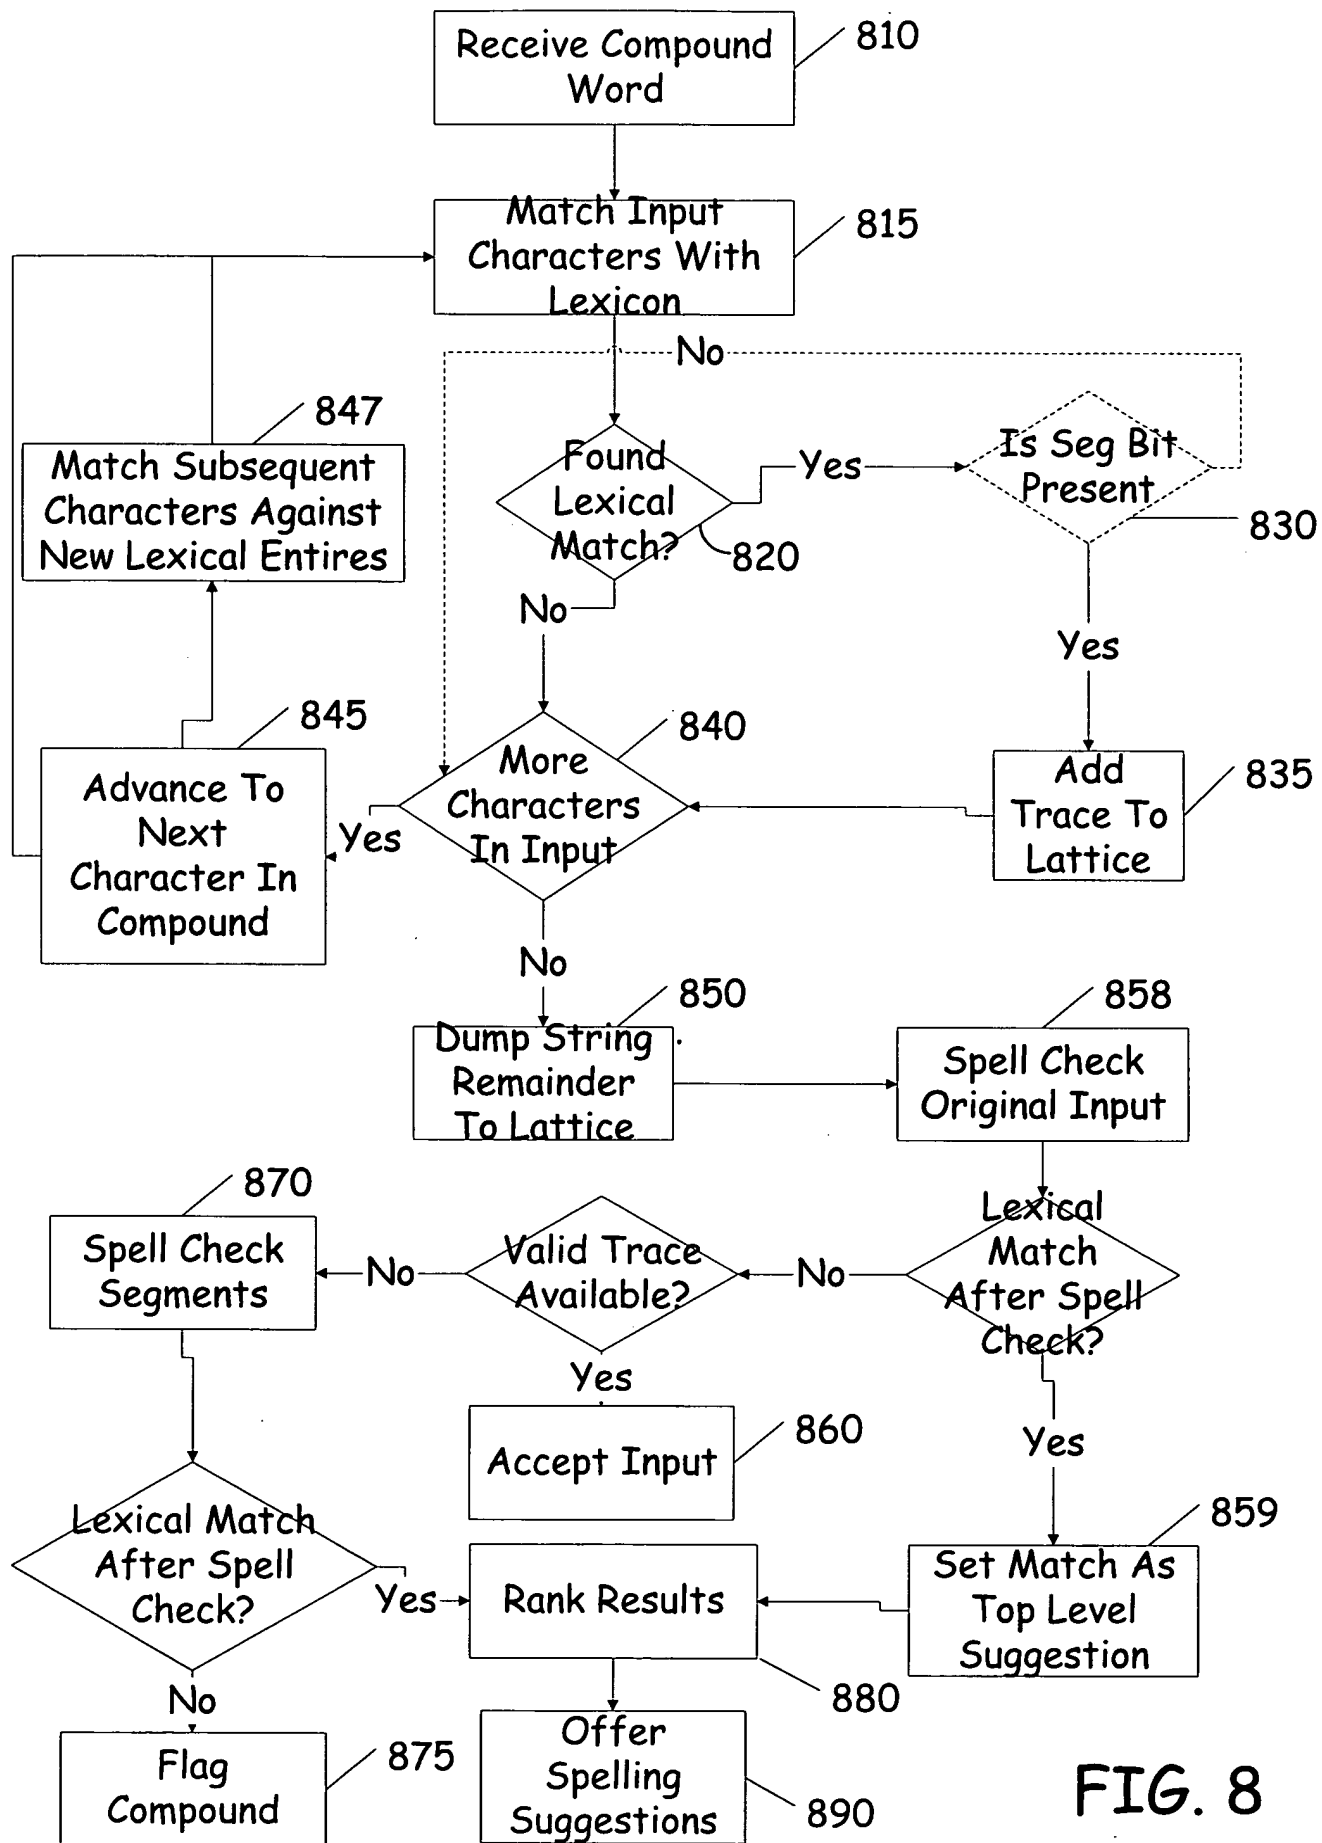 Receive Compound
Word
810
Match Input
Characters With
Lexicon
815
No
847
Match Subsequent
Characters Against
New Lexical Entires
Found
Lexical
Match?
820
Yes
Is Seg Bit
Present
830
No
Yes
845
Advance To
Next
Character In
Compound
Yes
More
Characters
In Input
840
Add
Trace To
Lattice
835
No
850
Dump String
Remainder
To Lattice
858
Spell Check
Original Input
870
Spell Check
Segments
No
Valid Trace
Available?
No
Lexical
Match
After Spell
Check?
Yes
860
Accept Input
Yes
859
Lexical Match
After Spell
Check?
Yes
Rank Results
880
Set Match As
Top Level
Suggestion
No
875
Flag
Compound
Offer
Spelling
Suggestions
890
FIG. 8